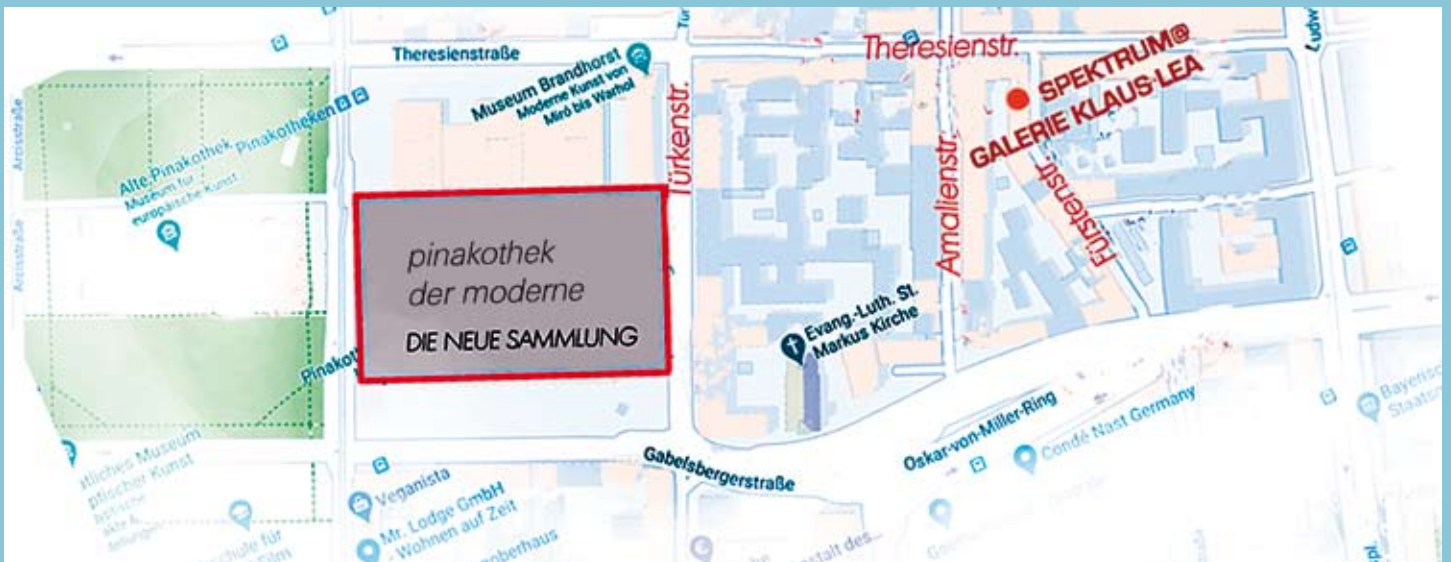 Theresienstraße
Museum Brandhorst
Moderne Kunst von
Miró bis Warhol
Theresienstr.
SPEKTRUM@
GALERIE KLAUS LEA
Türkenstr.
Amalienstr.
Fürstenstr.
Arcisstraße
Arcisstraße
Pinakotheken
Alte Pinakothek
Museum für
europäische Kunst
pinakothek
der moderne
DIE NEUE SAMMLUNG
Evang.-Luth. St.
Markus Kirche
Oskar-von-Miller-Ring
Condé Nast Germany
Gabelsbergerstraße
Veganista
Mr. Lodge GmbH
- Wohnen auf Zeit